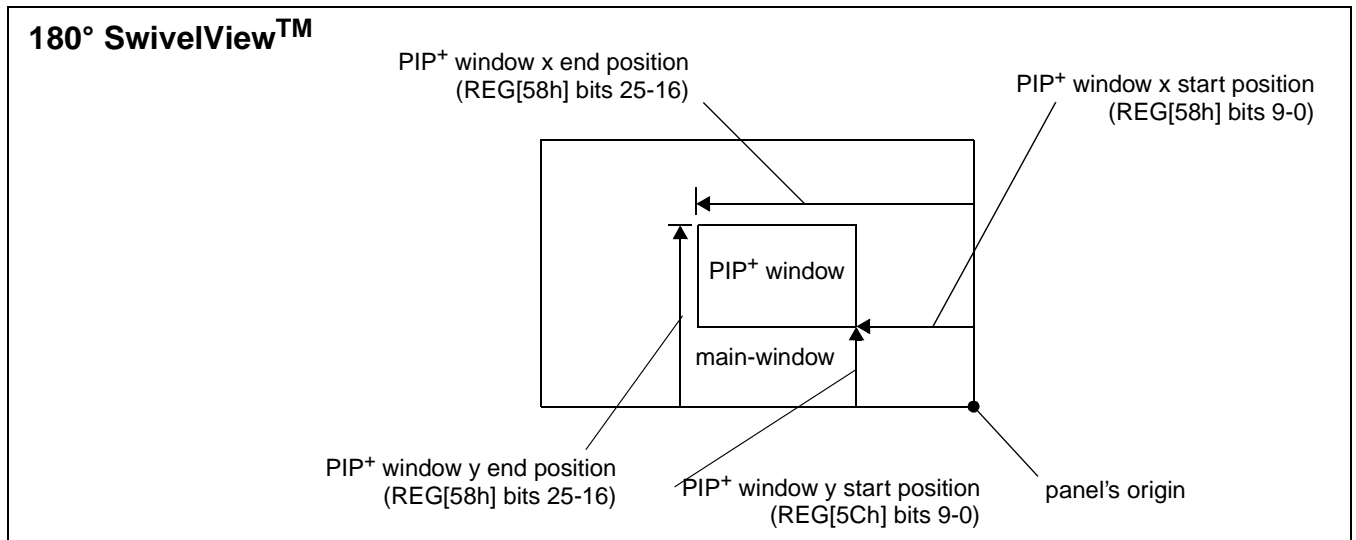 180° SwivelView™
PIP+ window x end position
(REG[58h] bits 25-16)
PIP+ window x start position
(REG[58h] bits 9-0)
PIP+ window
main-window
PIP+ window y end position
(REG[58h] bits 25-16)
PIP+ window y start position
(REG[5Ch] bits 9-0)
panel's origin